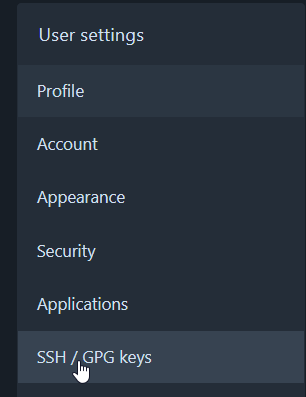 User settings
Profile
Account
Appearance
Security
Applications
SSH / GPG keys